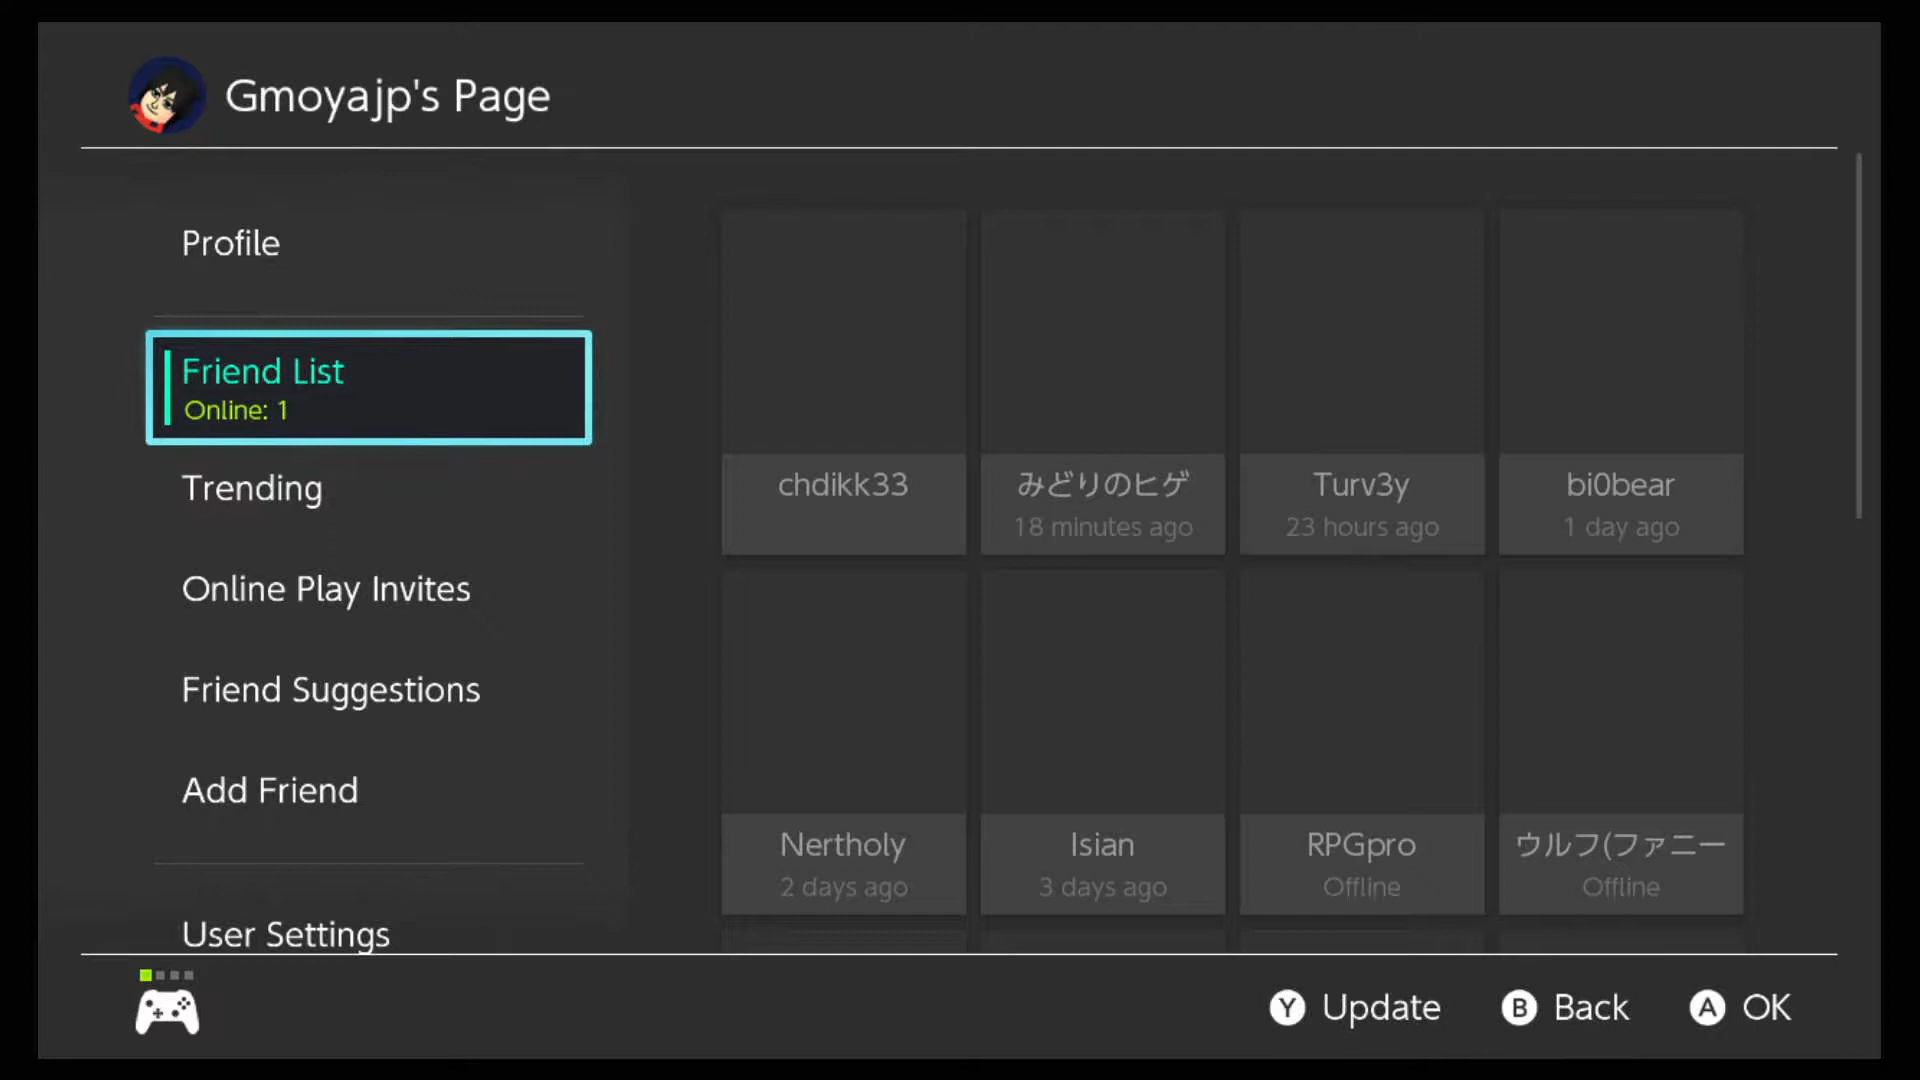 Gmoyajp's Page
Profile
Friend List
Online: 1
Trending
Online Play Invites
Friend Suggestions
Add Friend
User Settings
chdikk33
みどりのヒゲ
18 minutes ago
Turv3y
23 hours ago
bi0bear
1 day ago
Nertholy
2 days ago
Isian
3 days ago
RPGpro
Offline
ウルフ(ファニー
Offline
Y Update
B Back
A OK